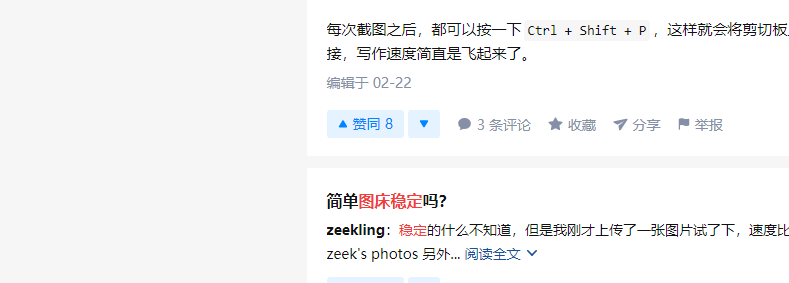 每次截图之后，都可以按一下 Ctrl + Shift + P ，这样就会将剪切板
接，写作速度简直是飞起来了。
编辑于 02-22
赞同 8 3 条评论 收藏 分享 举报
简单图床稳定吗?
zeekling：稳定的什么不知道，但是我刚才上传了一张图片试了下，速度比
zeek's photos 另外... 阅读全文